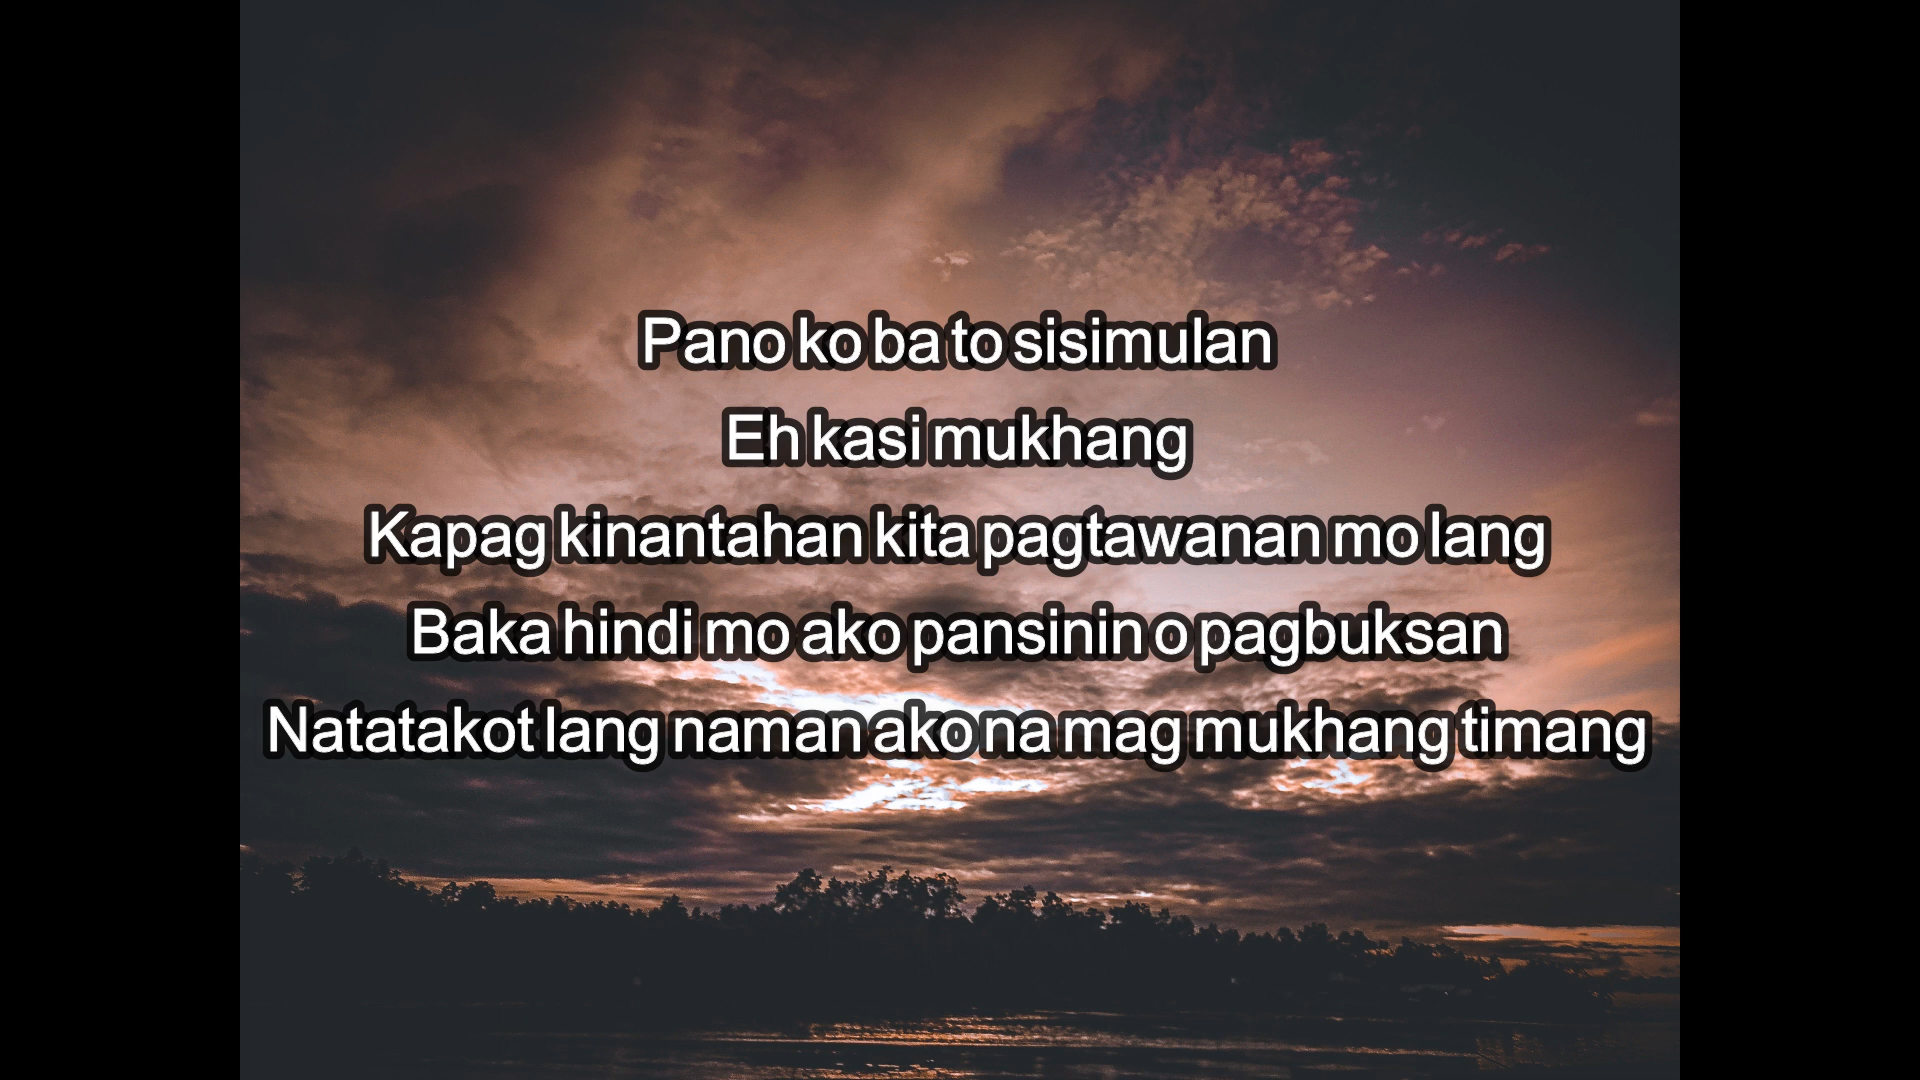 Pano ko ba to sisimulan
Eh kasi mukhang
Kapag kinantahan kita pagtawanan mo lang
Baka hindi mo ako pansinin o pagbuksan
Natatakot lang naman ako na mag mukhang timang